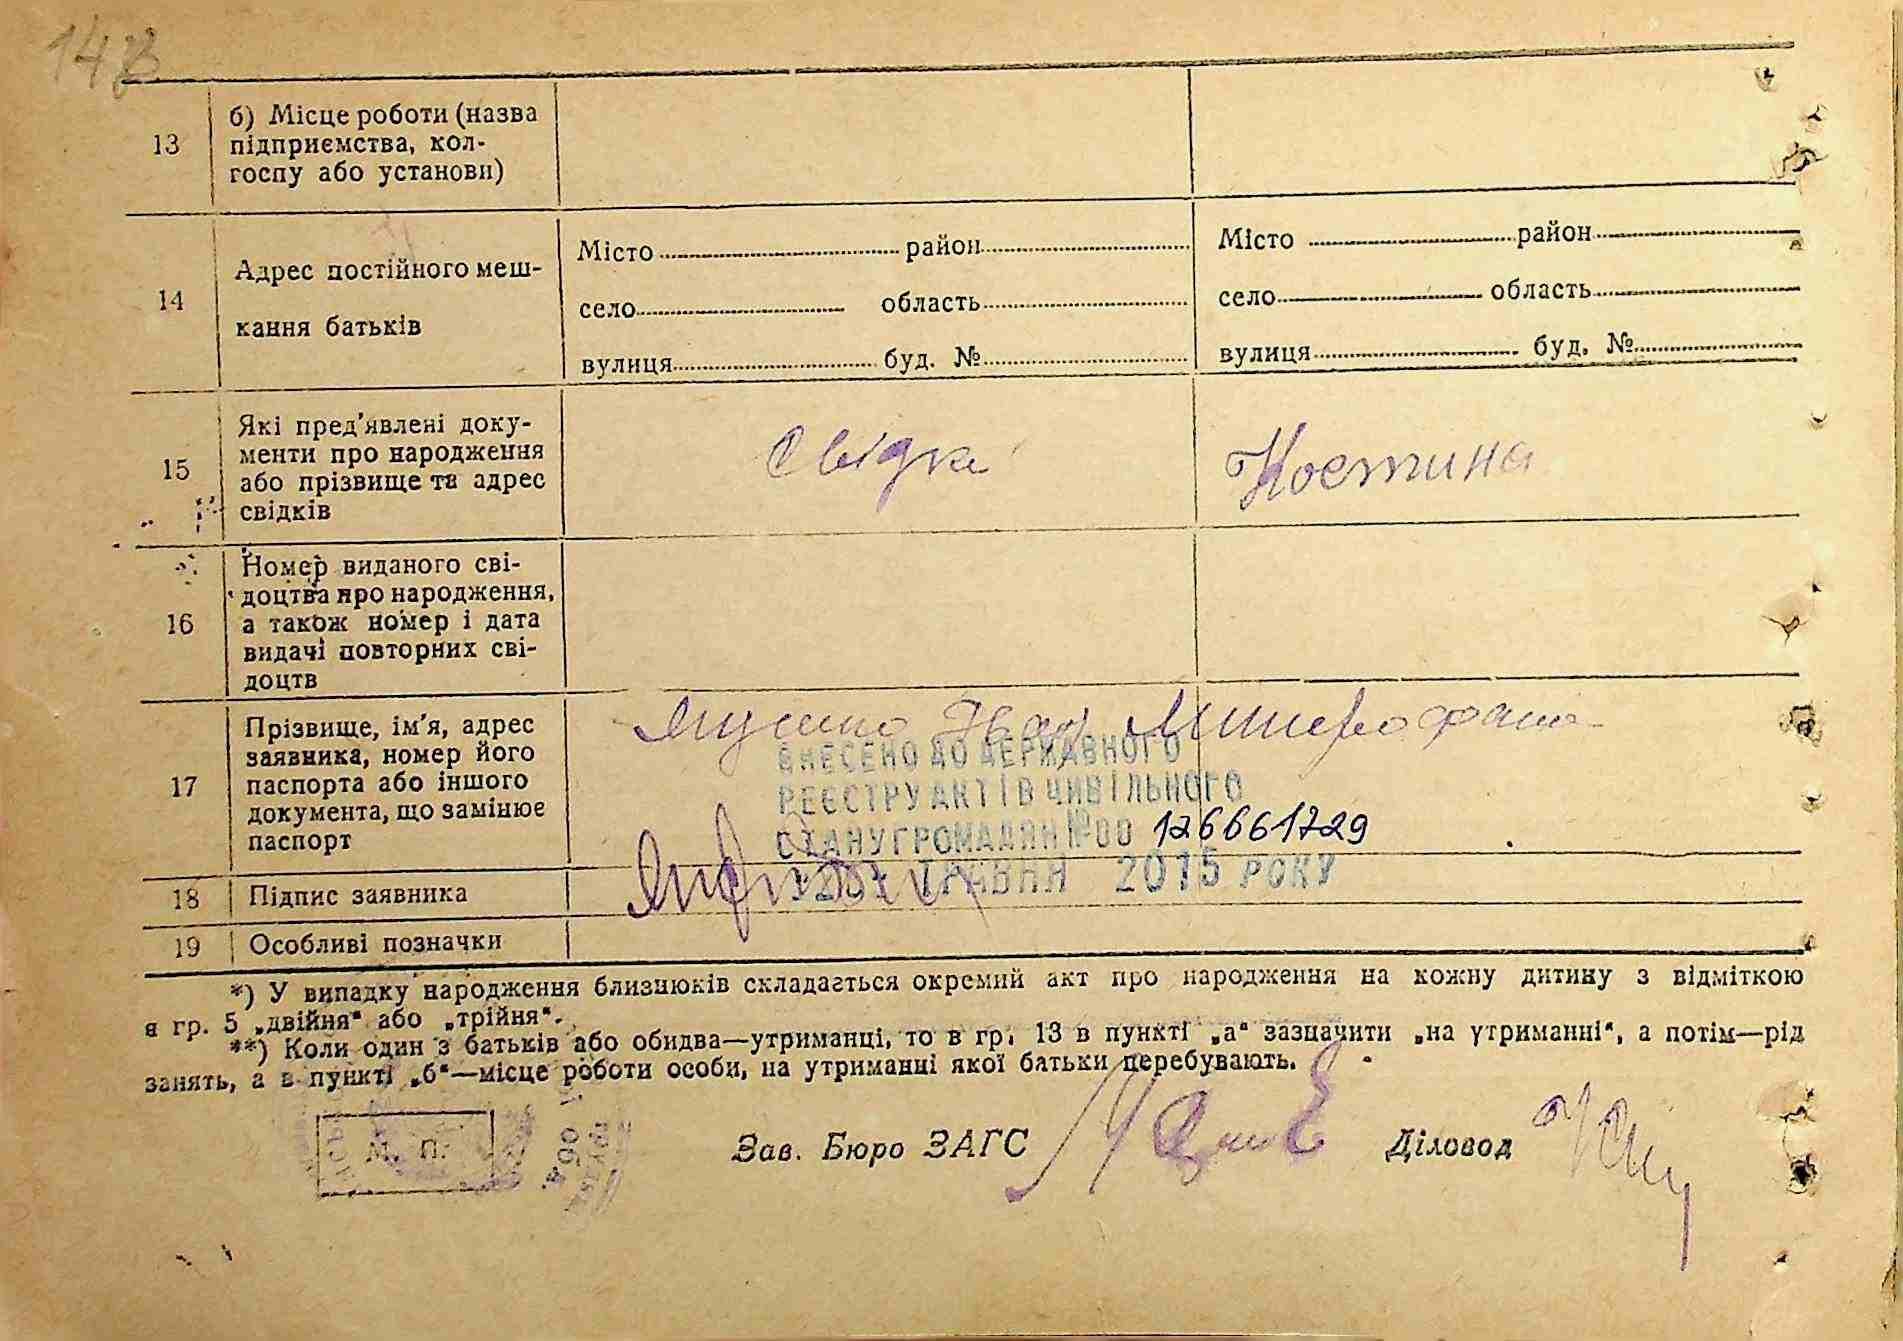 14в
13 б) Місце роботи (назва
підприємства, кол-
госпу або установи)
14 Адрес постійного меш-
кання батьків
Місто район
село область
вулиця буд. №
Місто район
село область
вулиця буд. №
15 Які пред'явлені доку-
менти про народження
або прізвище та адрес
свідків
Свідки Костина
16 Номер виданого сві-
доцтва про народження,
а також номер і дата
видачі повторних сві-
доцтв
17 Прізвище, ім'я, адрес
заявника, номер його
паспорта або іншого
документа, що замінює
паспорт
Іван
ВНЕСЕНО ДО ДЕРЖАВНОГО
РЕЄСТРУ АКТІВ ЦИВІЛЬНОГО
СТАНУ ГРОМАДЯН №00 126661729
ТРАВНЯ 2015 РОКУ
18 Підпис заявника
19 Особливі позначки
*) У випадку народження близнюків складається окремий акт про народження на кожну дитину з відміткою
в гр. 5 „двійня“ або „трійня“.
**) Коли один з батьків або обидва—утриманці, то в гр. 13 в пункті „а“ зазначити „на утриманні“, а потім—рід
занять, а в пункті „б“—місце роботи особи, на утриманні якої батьки перебувають.
М. П.
Зав. Бюро ЗАГС
Діловод